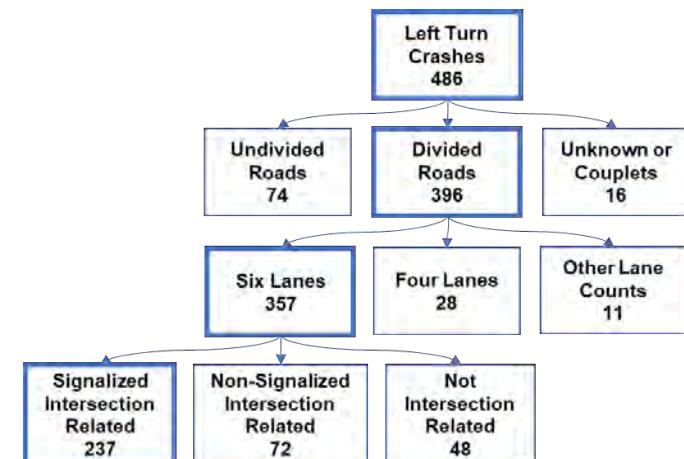 Left Turn
Crashes
486
Undivided
Roads
74
Divided
Roads
396
Unknown or
Couplets
16
Six Lanes
357
Four Lanes
28
Other Lane
Counts
11
Signalized
Intersection
Related
237
Non-Signalized
Intersection
Related
72
Not
Intersection
Related
48